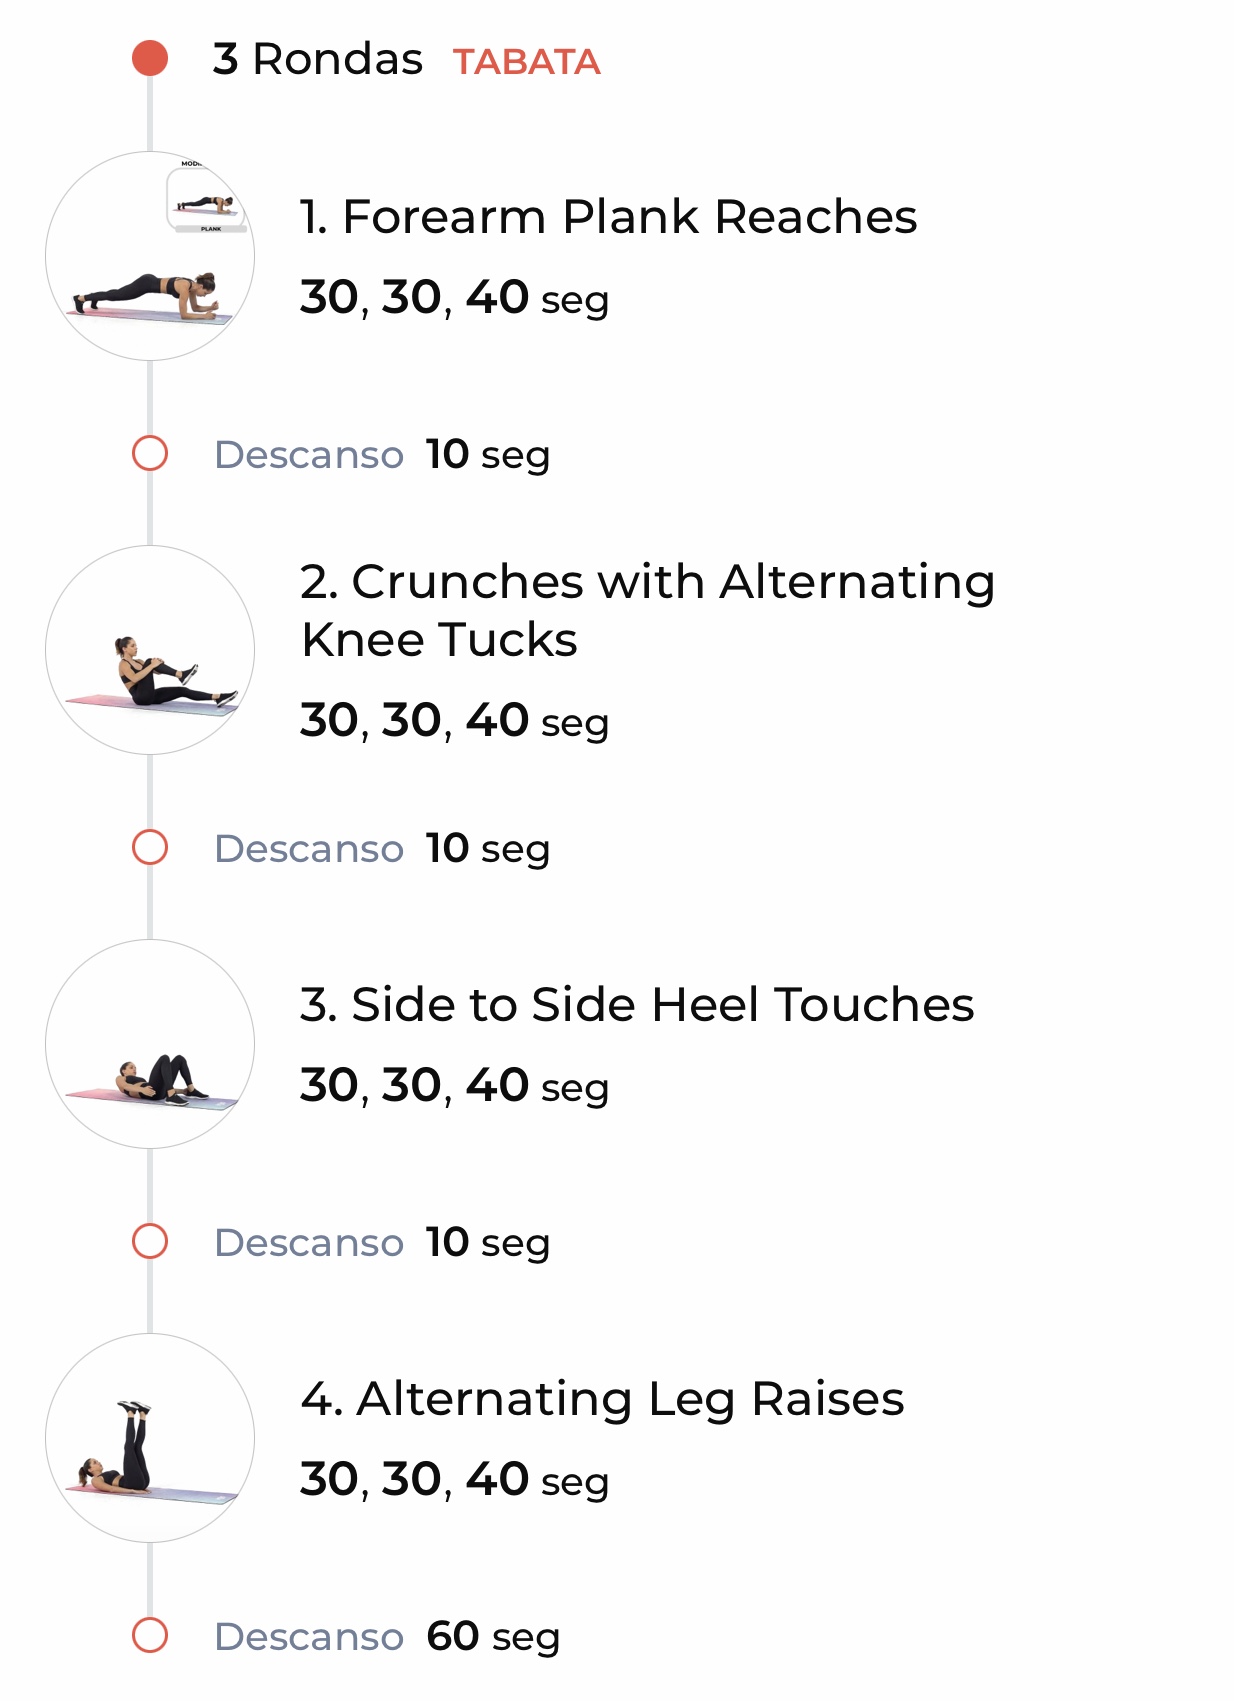 3 Rondas TABATA
PLANK
1. Forearm Plank Reaches
30, 30, 40 seg
Descanso 10 seg
2. Crunches with Alternating
Knee Tucks
30, 30, 40 seg
Descanso 10 seg
3. Side to Side Heel Touches
30, 30, 40 seg
Descanso 10 seg
4. Alternating Leg Raises
30, 30, 40 seg
Descanso 60 seg